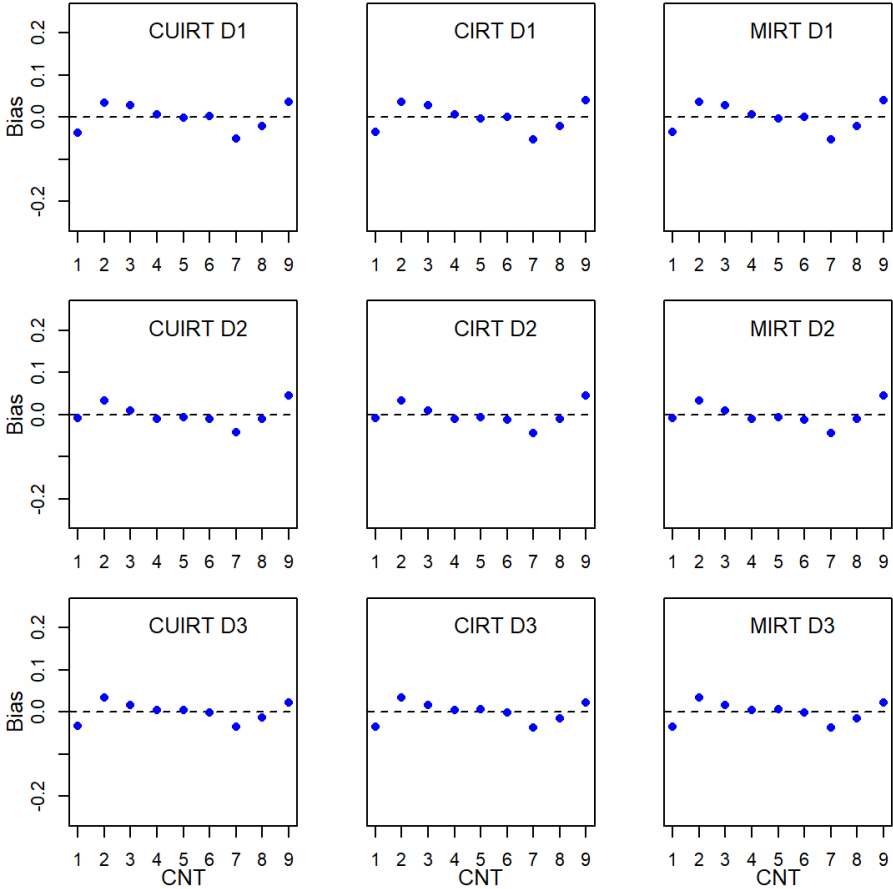 CUIRT D1 CIRT D1 MIRT D1
0.2
0.1
0.0
-0.2
Bias
1 2 3 4 5 6 7 8 9 1 2 3 4 5 6 7 8 9 1 2 3 4 5 6 7 8 9
CUIRT D2 CIRT D2 MIRT D2
0.2
0.1
0.0
-0.2
Bias
1 2 3 4 5 6 7 8 9 1 2 3 4 5 6 7 8 9 1 2 3 4 5 6 7 8 9
CUIRT D3 CIRT D3 MIRT D3
0.2
0.1
0.0
-0.2
Bias
1 2 3 4 5 6 7 8 9 1 2 3 4 5 6 7 8 9 1 2 3 4 5 6 7 8 9
CNT CNT CNT